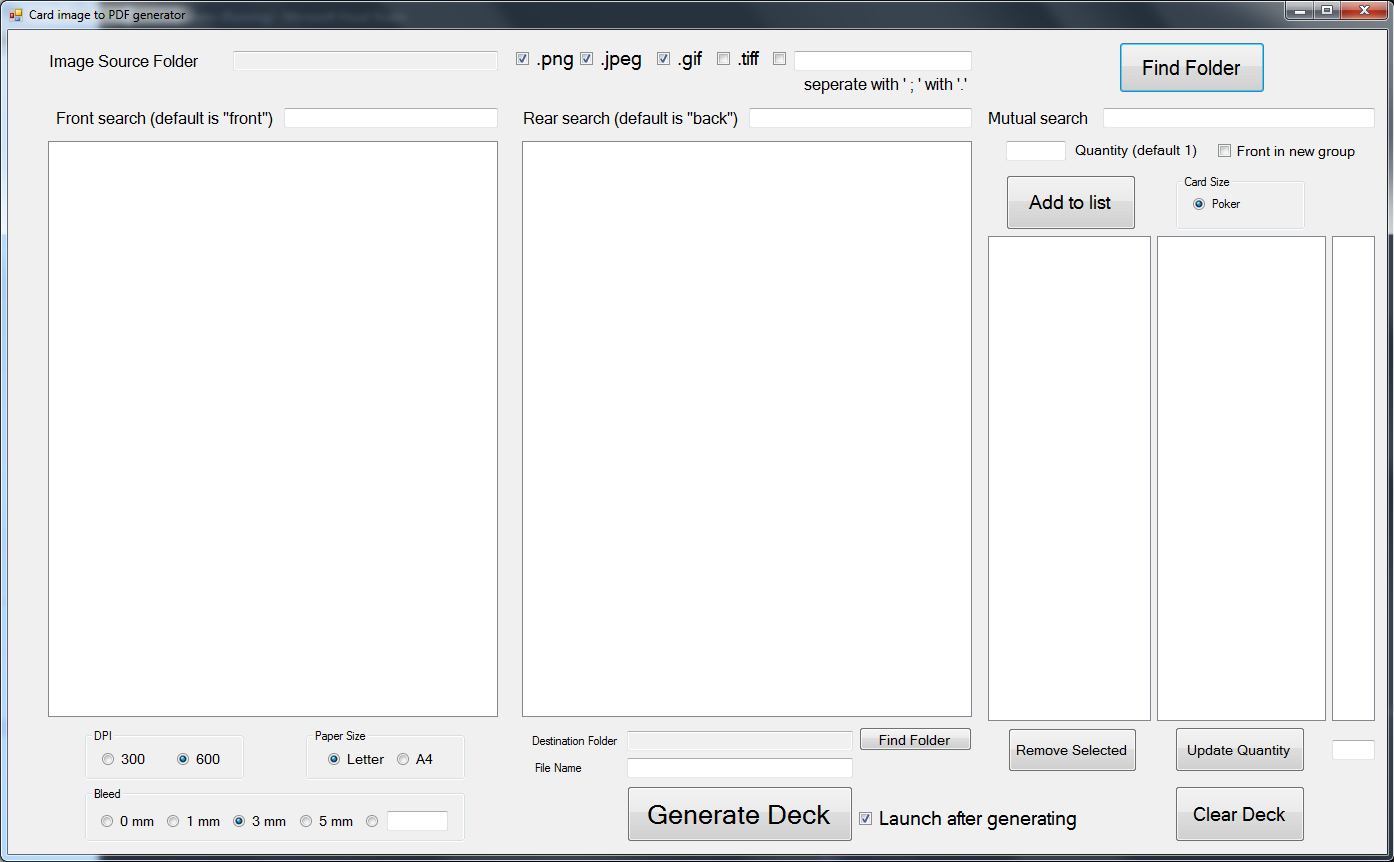 Card image to PDF generator
Image Source Folder
.png .jpeg .gif .tiff
Find Folder
seperate with ' ; ' with '.'
Front search (default is "front")
Rear search (default is "back")
Mutual search
Quantity (default 1)
Front in new group
Add to list
Card Size
Poker
DPI
300 600
Paper Size
Letter A4
Bleed
0 mm 1 mm 3 mm 5 mm
Destination Folder
Find Folder
File Name
Generate Deck
Launch after generating
Remove Selected
Update Quantity
Clear Deck